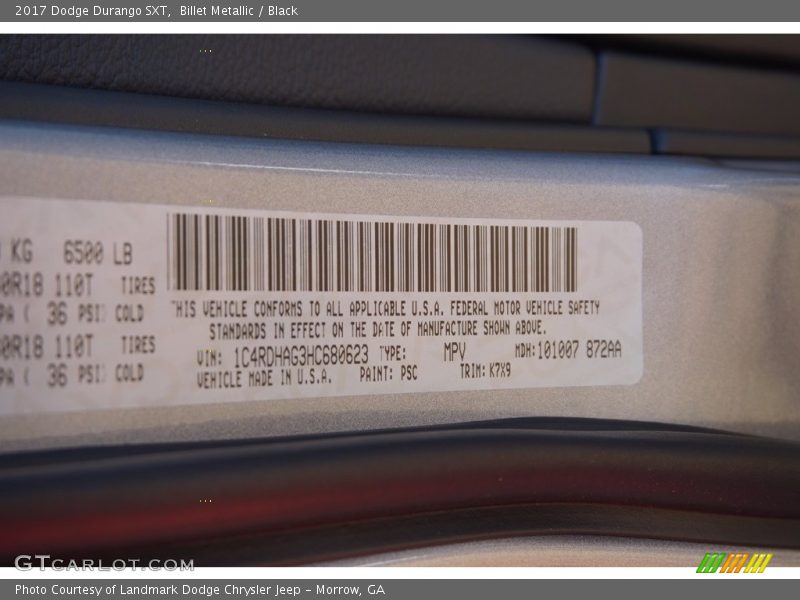 2017 Dodge Durango SXT, Billet Metallic / Black
KG 6500 LB
0R18 110T TIRES
PA ( 36 PSI) COLD
0R18 110T TIRES
PA ( 36 PSI) COLD
THIS VEHICLE CONFORMS TO ALL APPLICABLE U.S.A. FEDERAL MOTOR VEHICLE SAFETY
STANDARDS IN EFFECT ON THE DATE OF MANUFACTURE SHOWN ABOVE.
VIN: 1C4RDHAG3HC680623 TYPE: MPV MDH:101007 872AA
VEHICLE MADE IN U.S.A. PAINT: PSC TRIM: K7X9
GTCARLOT.COM
Photo Courtesy of Landmark Dodge Chrysler Jeep – Morrow, GA